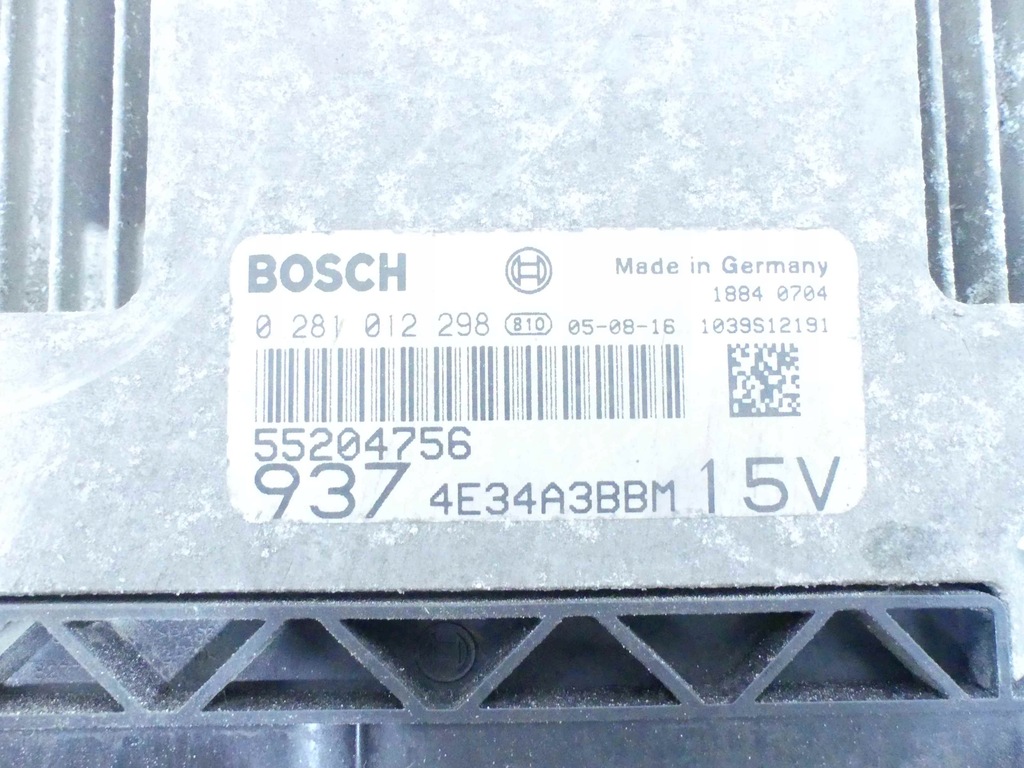 BOSCH Made in Germany
1884 0704
0 281 012 298 810 05-08-16 1039S12191
55204756
937 4E34A3BBM 15V